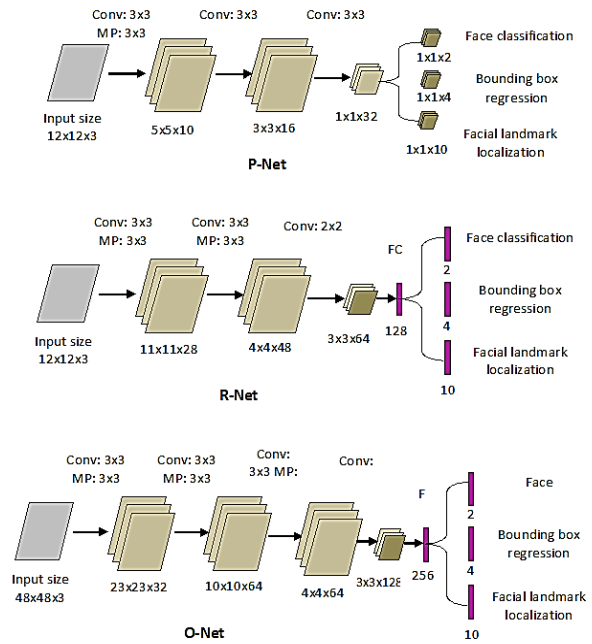 Conv: 3x3
MP: 3x3
Conv: 3x3
Conv: 3x3
Face classification
1x1x2
Bounding box
regression
1x1x4
Facial landmark
localization
1x1x10
Input size
12x12x3
5x5x10
3x3x16
1x1x32
P-Net
Conv: 3x3
MP: 3x3
Conv: 3x3
MP: 3x3
Conv: 2x2
FC
Face classification
2
Bounding box
regression
4
Facial landmark
localization
10
Input size
12x12x3
11x11x28
4x4x48
3x3x64
128
R-Net
Conv: 3x3
MP: 3x3
Conv: 3x3
MP: 3x3
Conv:
3x3 MP:
Conv:
F
Face
2
Bounding box
regression
4
Facial landmark
localization
10
Input size
48x48x3
23x23x32
10x10x64
4x4x64
3x3x128
256
O-Net